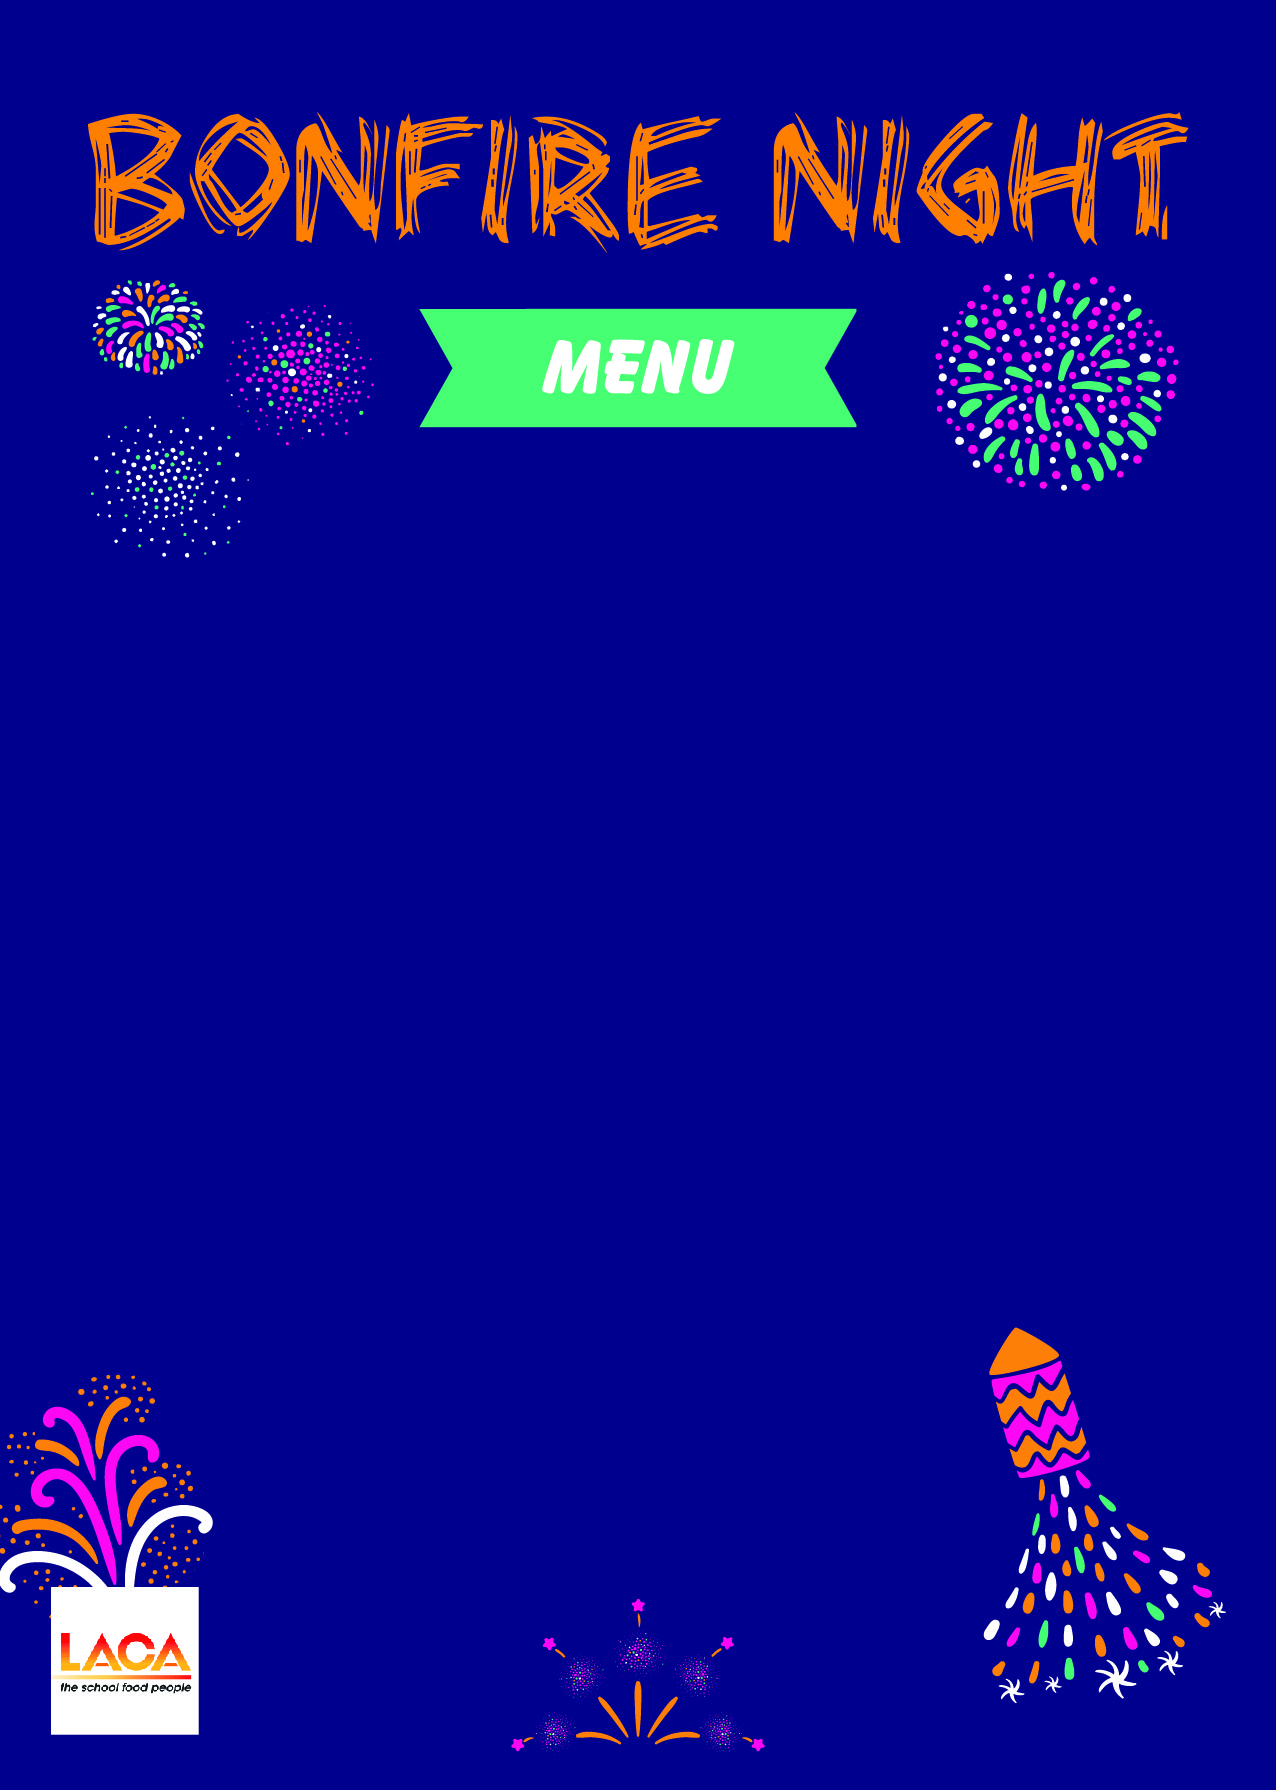 BONFIRE NIGHT
MENU
LACA
the school food people